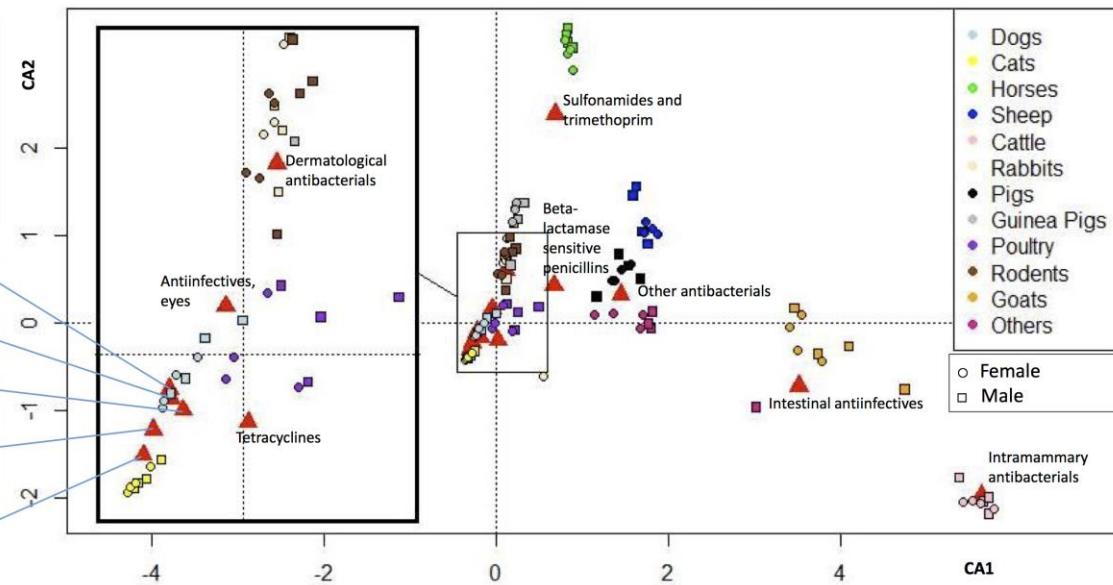 CA2
2
1
0
-1
-2
-4
-2
0
2
4
CA1
Dermatological
antibacterials
Antiinfectives,
eyes
Tetracyclines
Sulfonamides and
trimethoprim
Beta-
lactamase
sensitive
penicillins
Other antibacterials
Intestinal antiinfectives
Intramammary
antibacterials
Dogs
Cats
Horses
Sheep
Cattle
Rabbits
Pigs
Guinea Pigs
Poultry
Rodents
Goats
Others
Female
Male